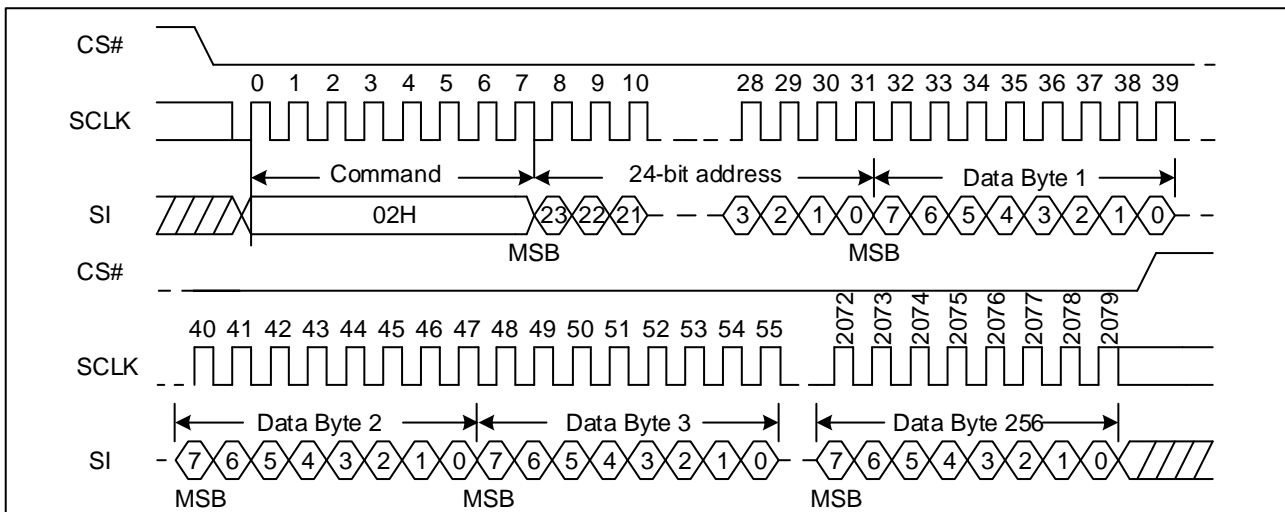 CS#
0 1 2 3 4 5 6 7 8 9 10 28 29 30 31 32 33 34 35 36 37 38 39
SCLK
Command 24-bit address Data Byte 1
SI 02H 23 22 21 3 2 1 0 7 6 5 4 3 2 1 0
MSB MSB
CS#
40 41 42 43 44 45 46 47 48 49 50 51 52 53 54 55 2072 2073 2074 2075 2076 2077 2078 2079
SCLK
Data Byte 2 Data Byte 3 Data Byte 256
SI 7 6 5 4 3 2 1 0 7 6 5 4 3 2 1 0 7 6 5 4 3 2 1 0
MSB MSB MSB